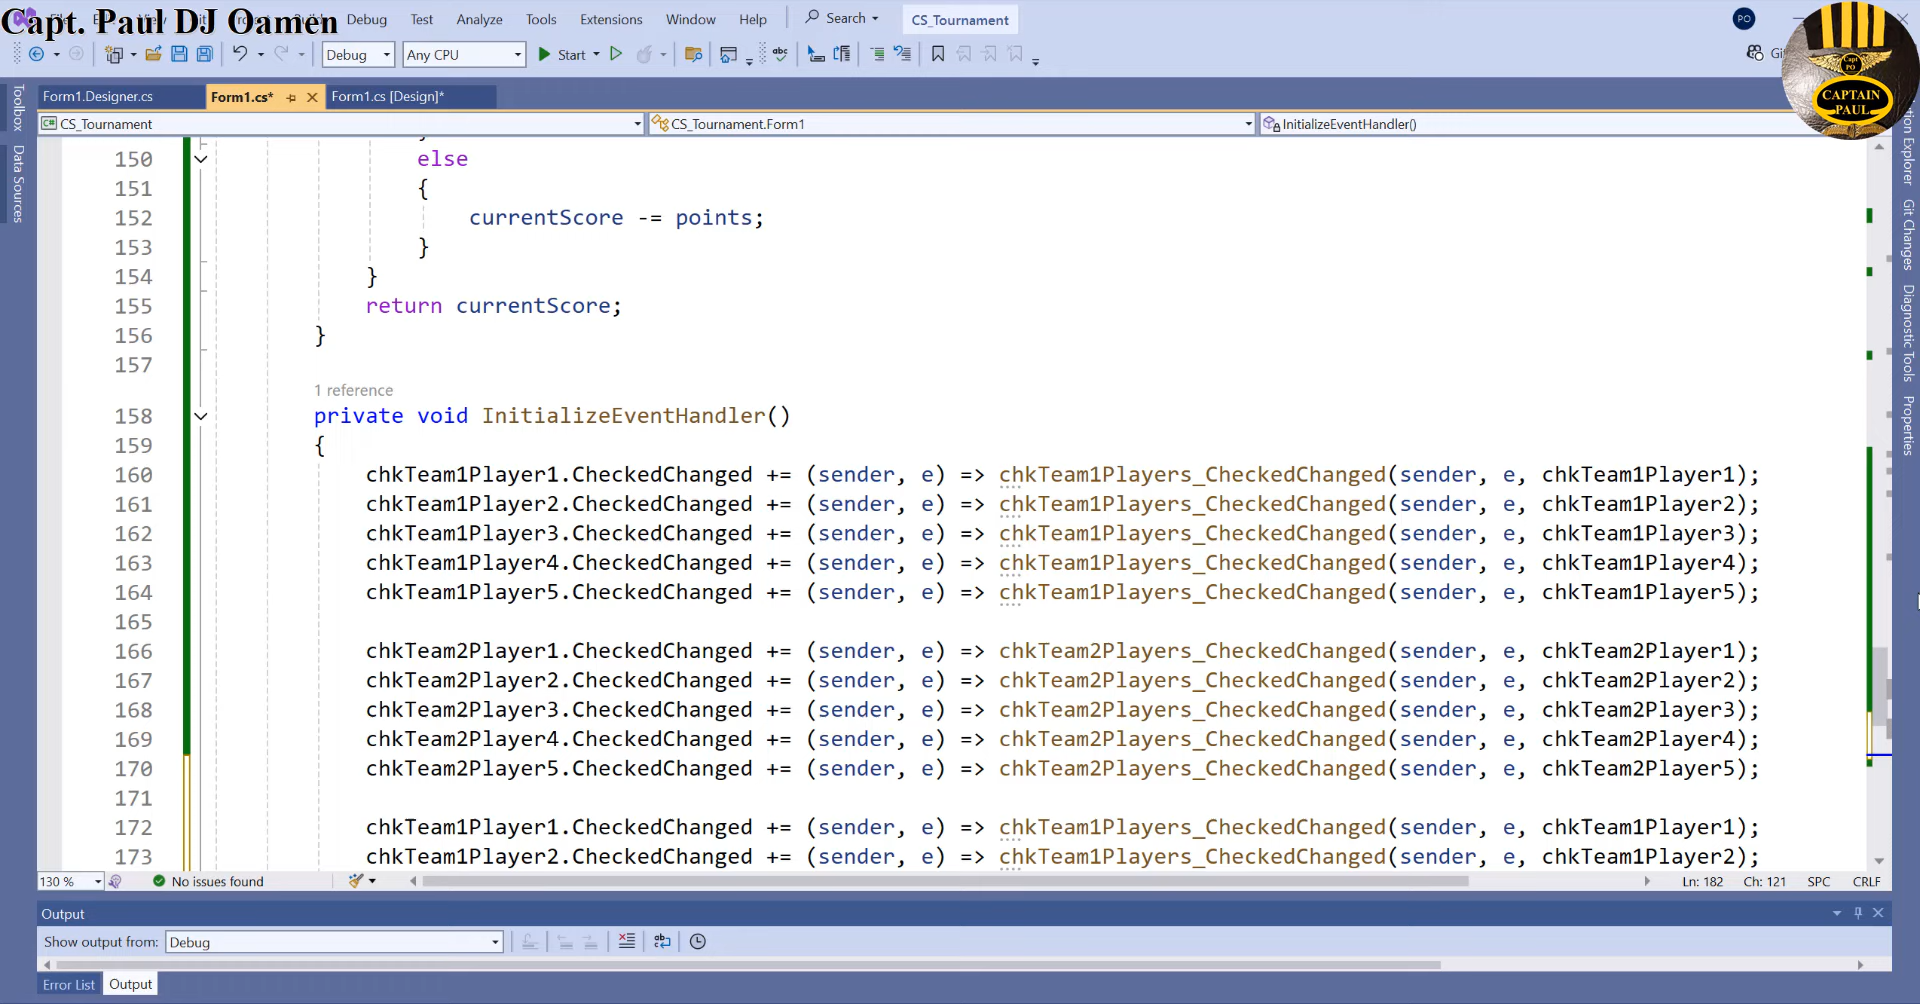 Capt. Paul DJ Oamen
Debug Test Analyze Tools Extensions Window Help Search CS_Tournament PO
Debug Any CPU Start
Capt PO CAPTAIN PAUL
Form1.Designer.cs Form1.cs* Form1.cs [Design]*
CS_Tournament CS_Tournament.Form1 InitializeEventHandler()
Toolbox
Data Sources
Git Changes
Diagnostic Tools
Properties
150 else
151 {
152 currentScore -= points;
153 }
154 }
155 return currentScore;
156 }
157
1 reference
158 private void InitializeEventHandler()
159 {
160 chkTeam1Player1.CheckedChanged += (sender, e) => chkTeam1Players_CheckedChanged(sender, e, chkTeam1Player1);
161 chkTeam1Player2.CheckedChanged += (sender, e) => chkTeam1Players_CheckedChanged(sender, e, chkTeam1Player2);
162 chkTeam1Player3.CheckedChanged += (sender, e) => chkTeam1Players_CheckedChanged(sender, e, chkTeam1Player3);
163 chkTeam1Player4.CheckedChanged += (sender, e) => chkTeam1Players_CheckedChanged(sender, e, chkTeam1Player4);
164 chkTeam1Player5.CheckedChanged += (sender, e) => chkTeam1Players_CheckedChanged(sender, e, chkTeam1Player5);
165
166 chkTeam2Player1.CheckedChanged += (sender, e) => chkTeam2Players_CheckedChanged(sender, e, chkTeam2Player1);
167 chkTeam2Player2.CheckedChanged += (sender, e) => chkTeam2Players_CheckedChanged(sender, e, chkTeam2Player2);
168 chkTeam2Player3.CheckedChanged += (sender, e) => chkTeam2Players_CheckedChanged(sender, e, chkTeam2Player3);
169 chkTeam2Player4.CheckedChanged += (sender, e) => chkTeam2Players_CheckedChanged(sender, e, chkTeam2Player4);
170 chkTeam2Player5.CheckedChanged += (sender, e) => chkTeam2Players_CheckedChanged(sender, e, chkTeam2Player5);
171
172 chkTeam1Player1.CheckedChanged += (sender, e) => chkTeam1Players_CheckedChanged(sender, e, chkTeam1Player1);
173 chkTeam1Player2.CheckedChanged += (sender, e) => chkTeam1Players_CheckedChanged(sender, e, chkTeam1Player2);
130 % No issues found Ln: 182 Ch: 121 SPC CRLF
Output
Show output from: Debug
Error List Output